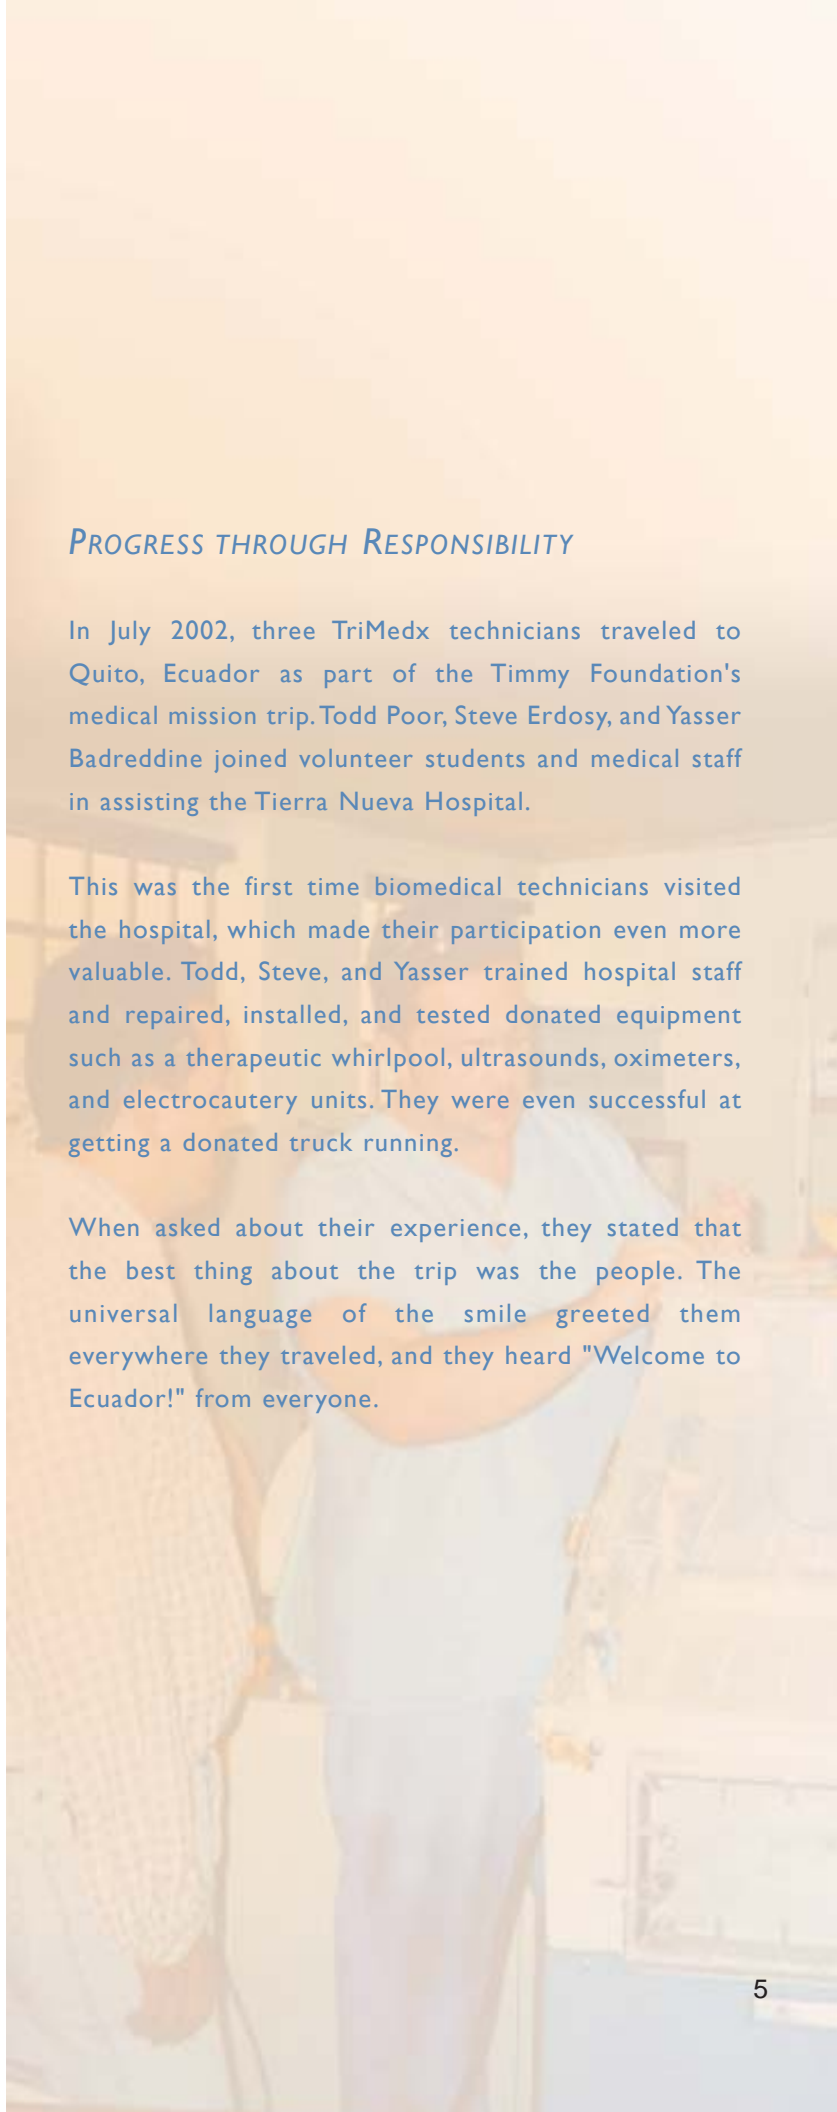 PROGRESS THROUGH RESPONSIBILITY
In July 2002, three TriMedx technicians traveled to
Quito, Ecuador as part of the Timmy Foundation's
medical mission trip. Todd Poor, Steve Erdosy, and Yasser
Badreddine joined volunteer students and medical staff
in assisting the Tierra Nueva Hospital.
This was the first time biomedical technicians visited
the hospital, which made their participation even more
valuable. Todd, Steve, and Yasser trained hospital staff
and repaired, installed, and tested donated equipment
such as a therapeutic whirlpool, ultrasounds, oximeters,
and electrocautery units. They were even successful at
getting a donated truck running.
When asked about their experience, they stated that
the best thing about the trip was the people. The
universal language of the smile greeted them
everywhere they traveled, and they heard "Welcome to
Ecuador!" from everyone.
5